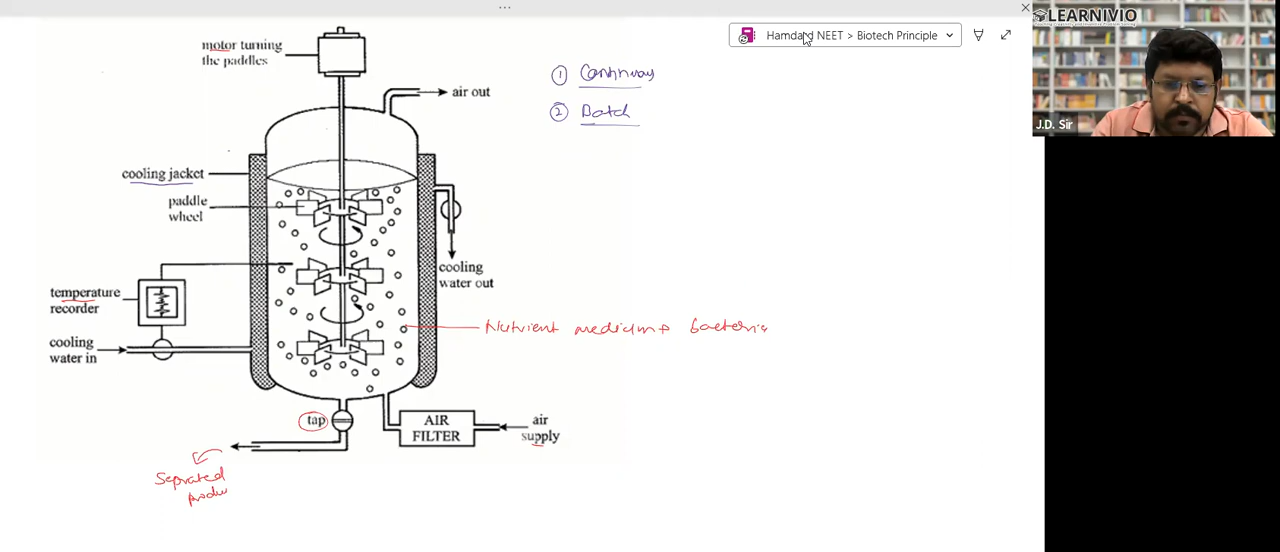 LEARNIVIO
Hamdard NEET > Biotech Principle
J.D. Sir
motor turning
the paddles
① Continuous
② Batch
air out
cooling jacket
paddle
wheel
cooling
water out
temperature
recorder
Nutrient medium + Bacteria
cooling
water in
tap
AIR
FILTER
air
supply
Seprated
produ